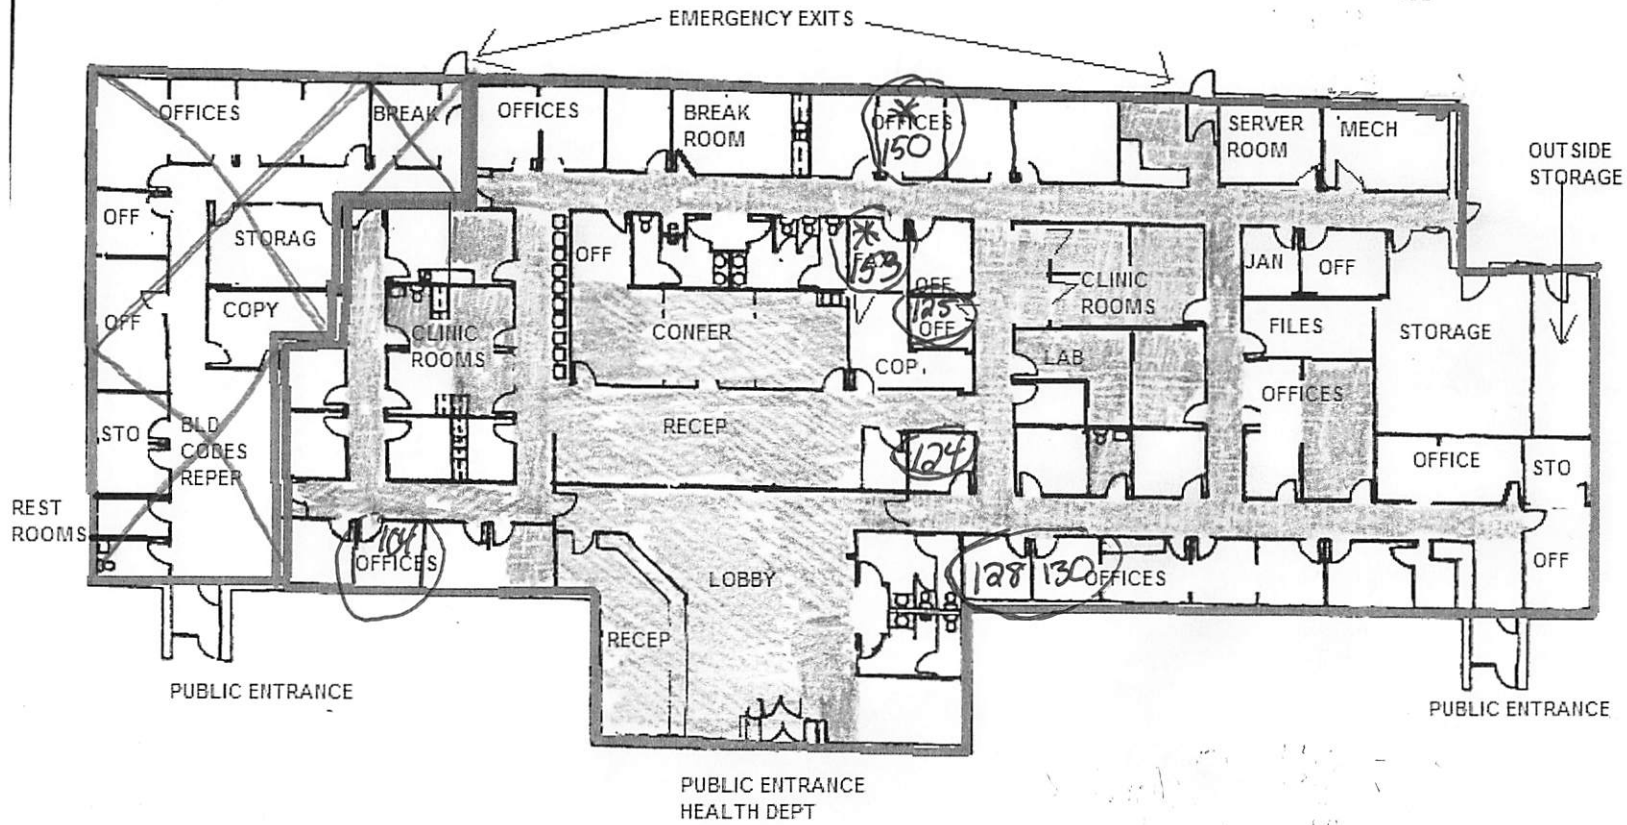 EMERGENCY EXITS
OFFICES
BREAK
OFFICES
BREAK
ROOM
OFFICES
150
SERVER
ROOM
MECH
OUTSIDE
STORAGE
OFF
STORAG
OFF
153
OFF
CLINIC
ROOMS
JAN
OFF
OFF
COPY
CLINIC
ROOMS
CONFER
125
OFF
COP.
LAB
FILES
OFFICES
STORAGE
STO
BLD
CODES
REPER
RECEP
124
OFFICE
STO
REST
ROOMS
104
OFFICES
LOBBY
128
130
OFFICES
OFF
RECEP
PUBLIC ENTRANCE
PUBLIC ENTRANCE
PUBLIC ENTRANCE
HEALTH DEPT